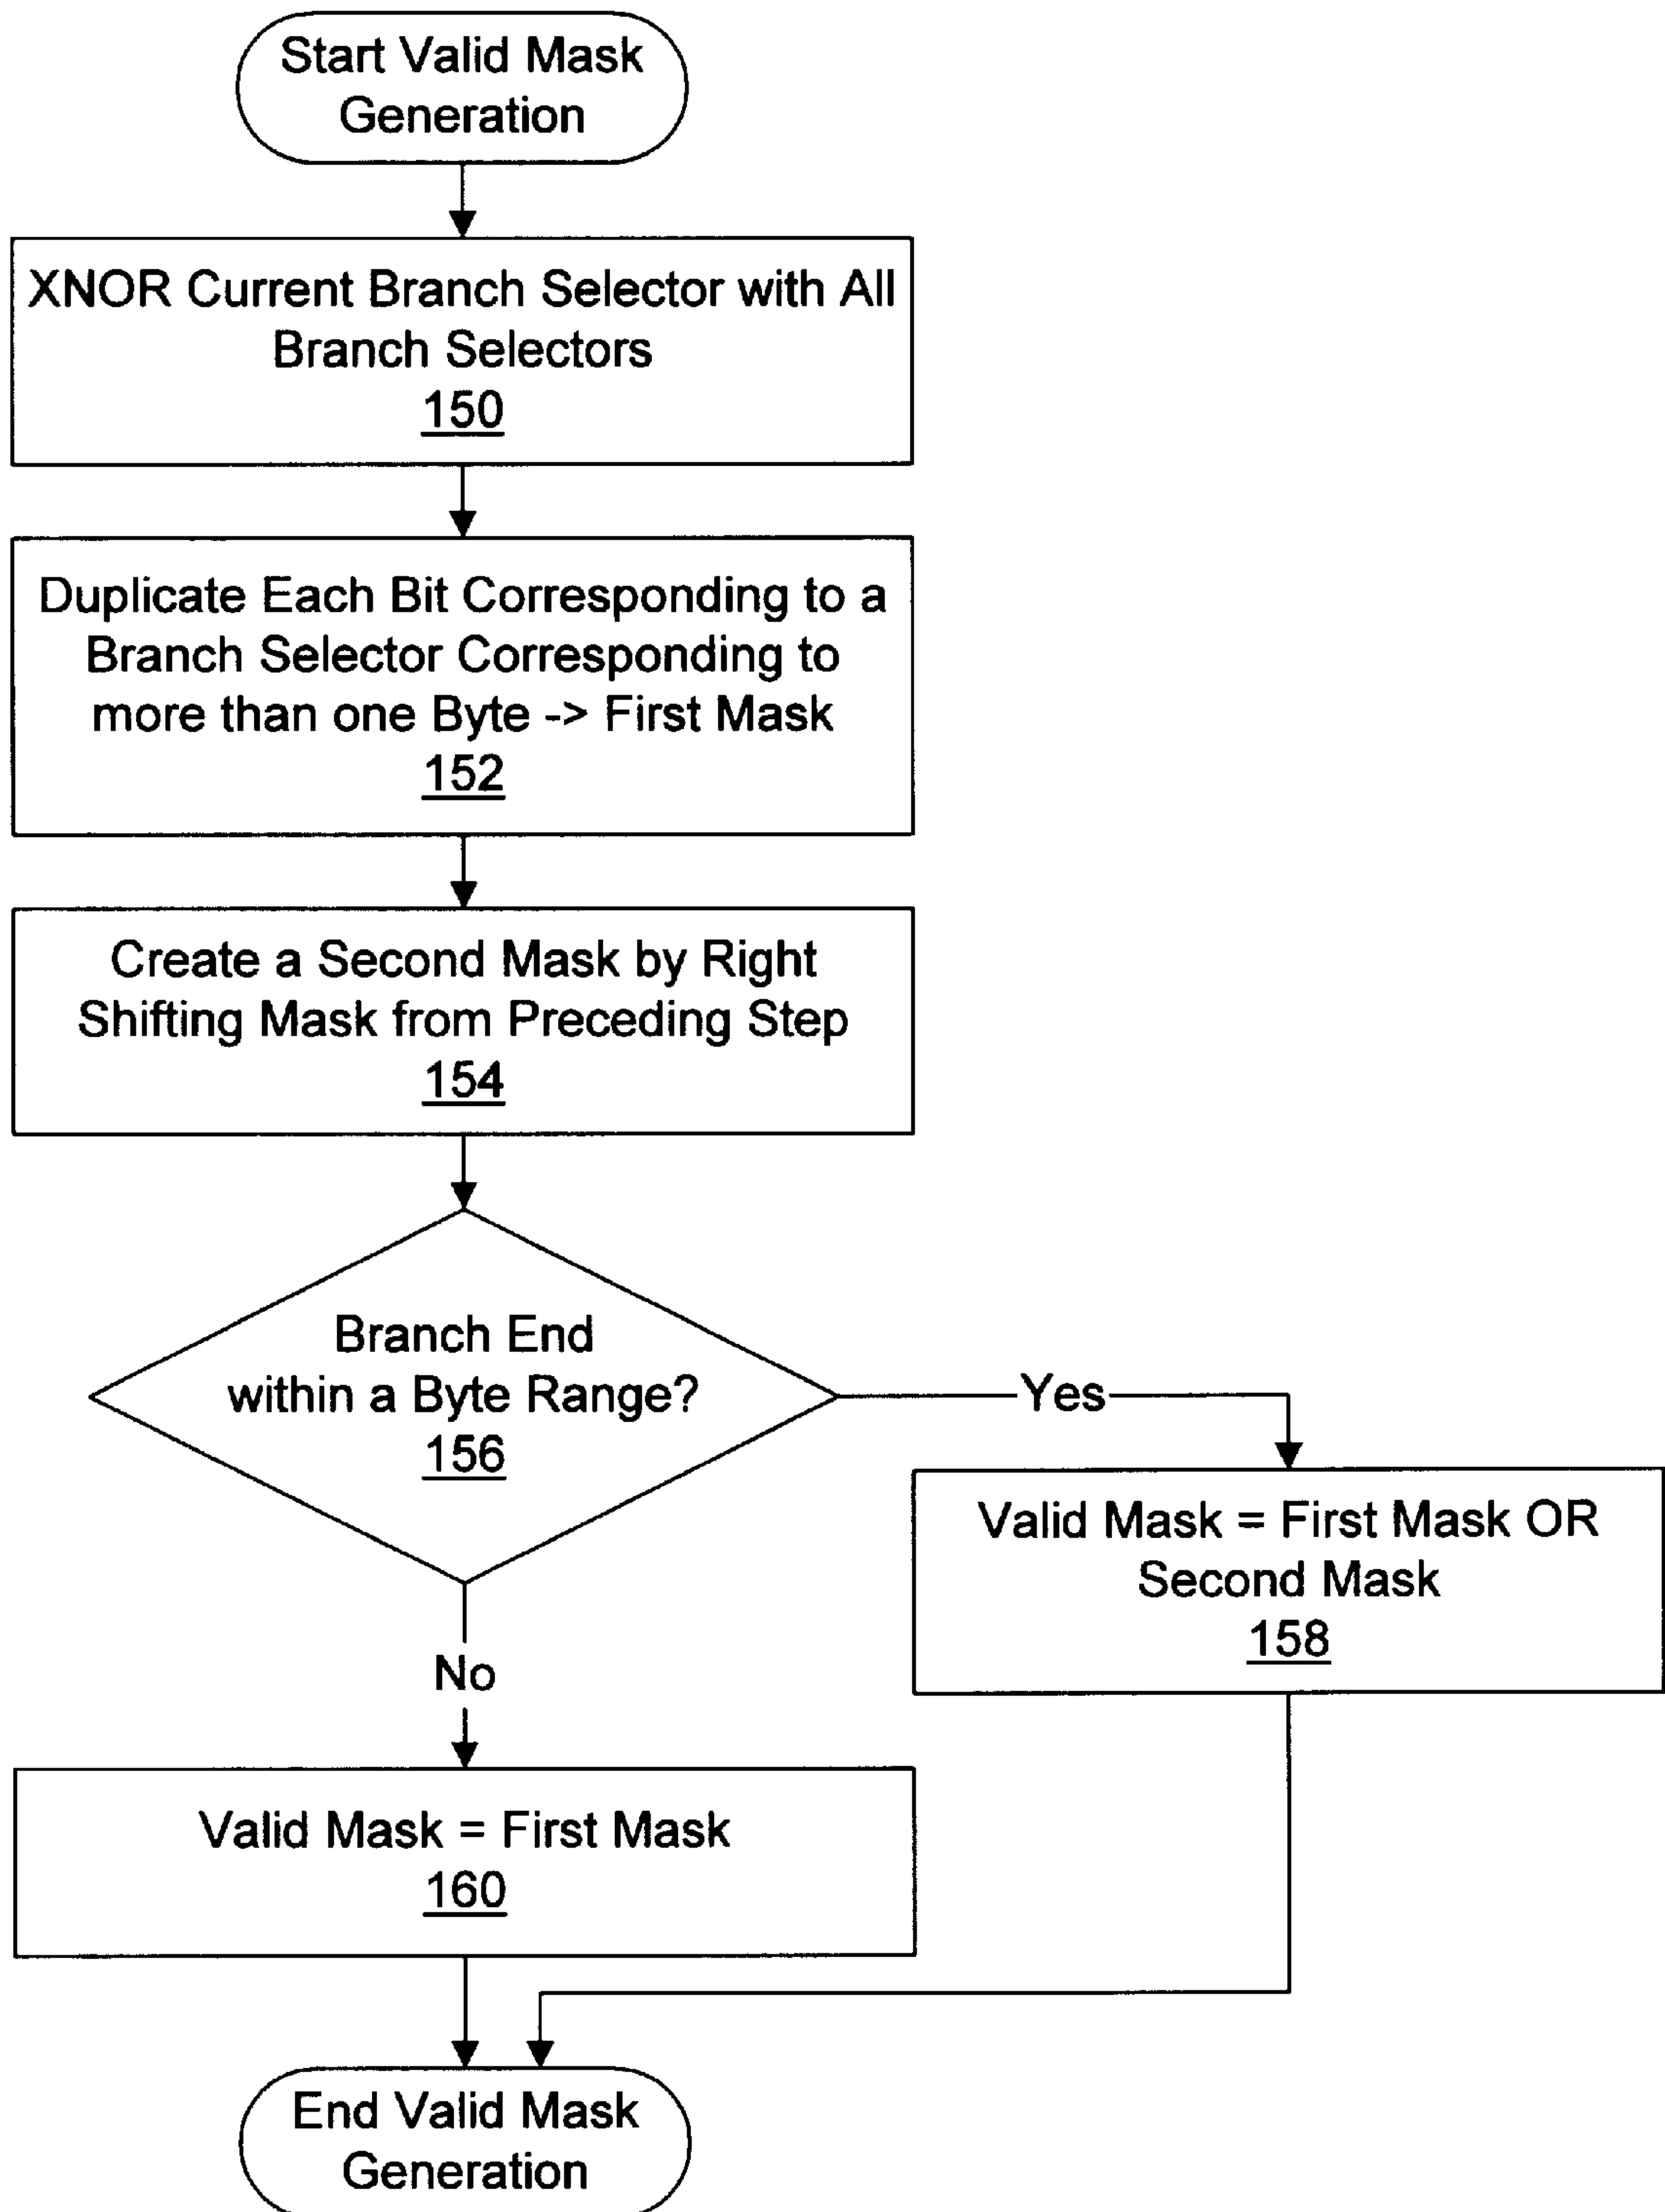 Start Valid Mask
Generation
XNOR Current Branch Selector with All
Branch Selectors
150
Duplicate Each Bit Corresponding to a
Branch Selector Corresponding to
more than one Byte -> First Mask
152
Create a Second Mask by Right
Shifting Mask from Preceding Step
154
Branch End
within a Byte Range?
156
Yes
Valid Mask = First Mask OR
Second Mask
158
No
Valid Mask = First Mask
160
End Valid Mask
Generation